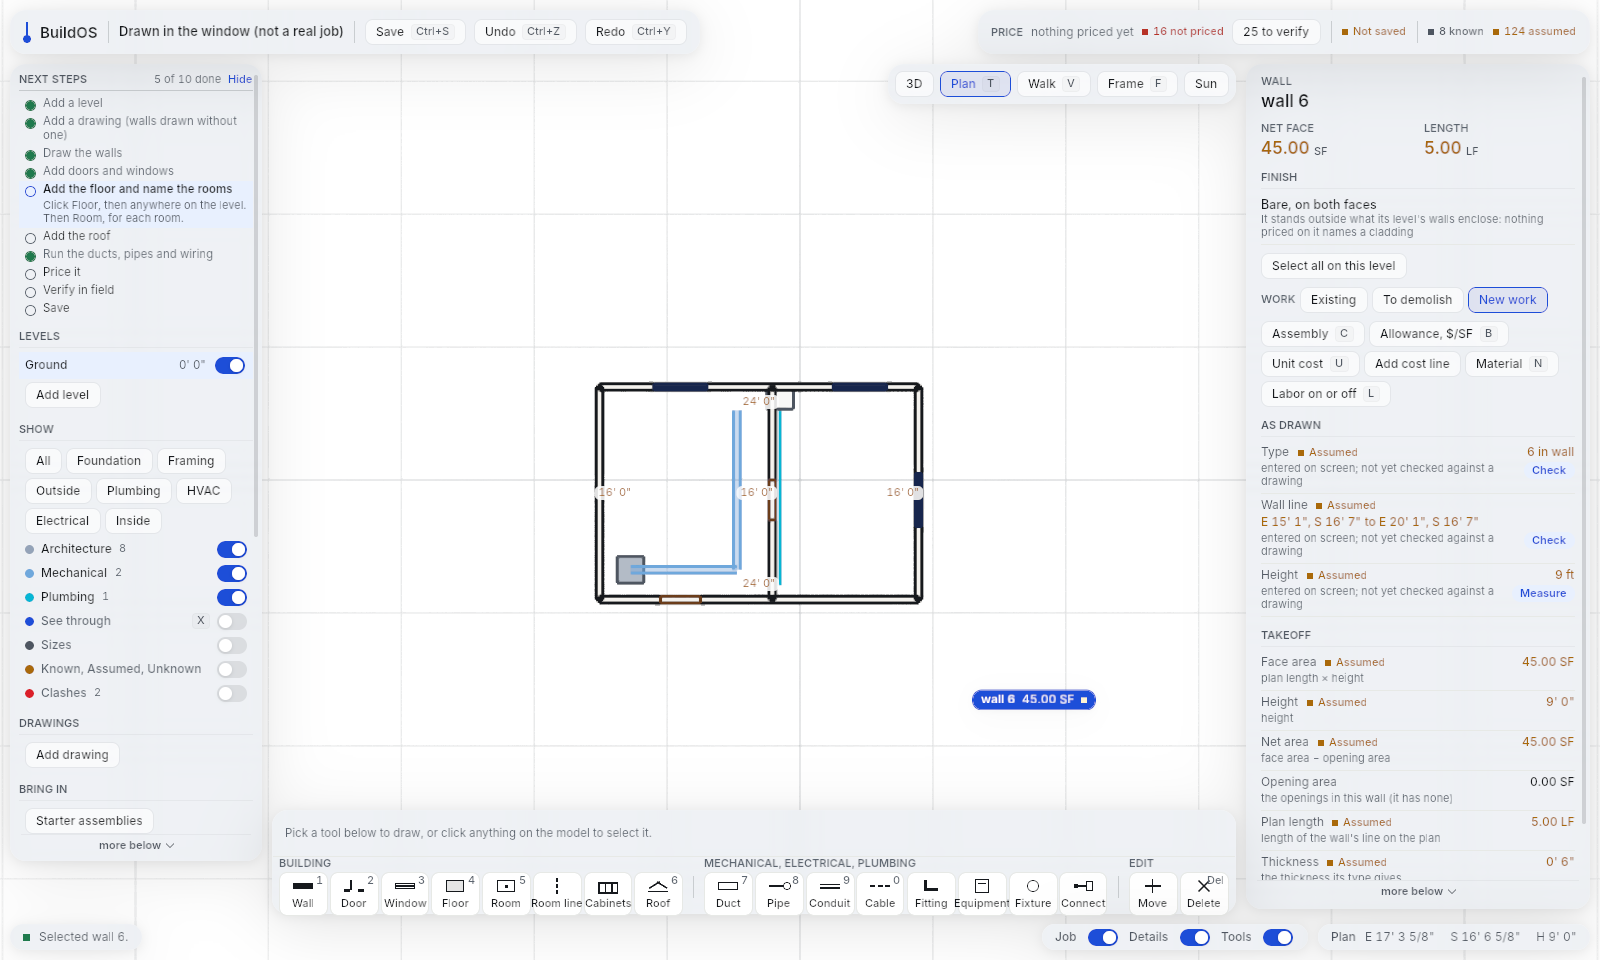 BuildOS
Drawn in the window (not a real job)
Save Ctrl+S
Undo Ctrl+Z
Redo Ctrl+Y
PRICE nothing priced yet 16 not priced
25 to verify
Not saved
8 known 124 assumed
NEXT STEPS 5 of 10 done Hide
Add a level
Add a drawing (walls drawn without
one)
Draw the walls
Add doors and windows
Add the floor and name the rooms
Click Floor, then anywhere on the level.
Then Room, for each room.
Add the roof
Run the ducts, pipes and wiring
Price it
Verify in field
Save
LEVELS
Ground 0' 0"
Add level
SHOW
All Foundation Framing
Outside Plumbing HVAC
Electrical Inside
Architecture 8
Mechanical 2
Plumbing 1
See through X
Sizes
Known, Assumed, Unknown
Clashes 2
DRAWINGS
Add drawing
BRING IN
Starter assemblies
more below
3D Plan T Walk V Frame F Sun
24' 0"
16' 0" 16' 0" 16' 0"
24' 0"
wall 6 45.00 SF
WALL
wall 6
NET FACE LENGTH
45.00 SF 5.00 LF
FINISH
Bare, on both faces
It stands outside what its level's walls enclose: nothing
priced on it names a cladding
Select all on this level
WORK Existing To demolish New work
Assembly C Allowance, $/SF B
Unit cost U Add cost line Material N
Labor on or off L
AS DRAWN
Type Assumed 6 in wall
entered on screen; not yet checked against a
drawing
Check
Wall line Assumed
E 15' 1", S 16' 7" to E 20' 1", S 16' 7"
entered on screen; not yet checked against a
drawing
Check
Height Assumed 9 ft
entered on screen; not yet checked against a
drawing
Measure
TAKEOFF
Face area Assumed 45.00 SF
plan length × height
Height Assumed 9' 0"
height
Net area Assumed 45.00 SF
face area − opening area
Opening area 0.00 SF
the openings in this wall (it has none)
Plan length Assumed 5.00 LF
length of the wall's line on the plan
Thickness Assumed 0' 6"
the thickness its type gives
more below
Pick a tool below to draw, or click anything on the model to select it.
BUILDING MECHANICAL, ELECTRICAL, PLUMBING EDIT
1 2 3 4 5 6 7 8 9 0 Del
Wall Door Window Floor Room Room line Cabinets Roof Duct Pipe Conduit Cable Fitting Equipment Fixture Connect Move Delete
Selected wall 6.
Job Details Tools
Plan E 17' 3 5/8" S 16' 6 5/8" H 9' 0"